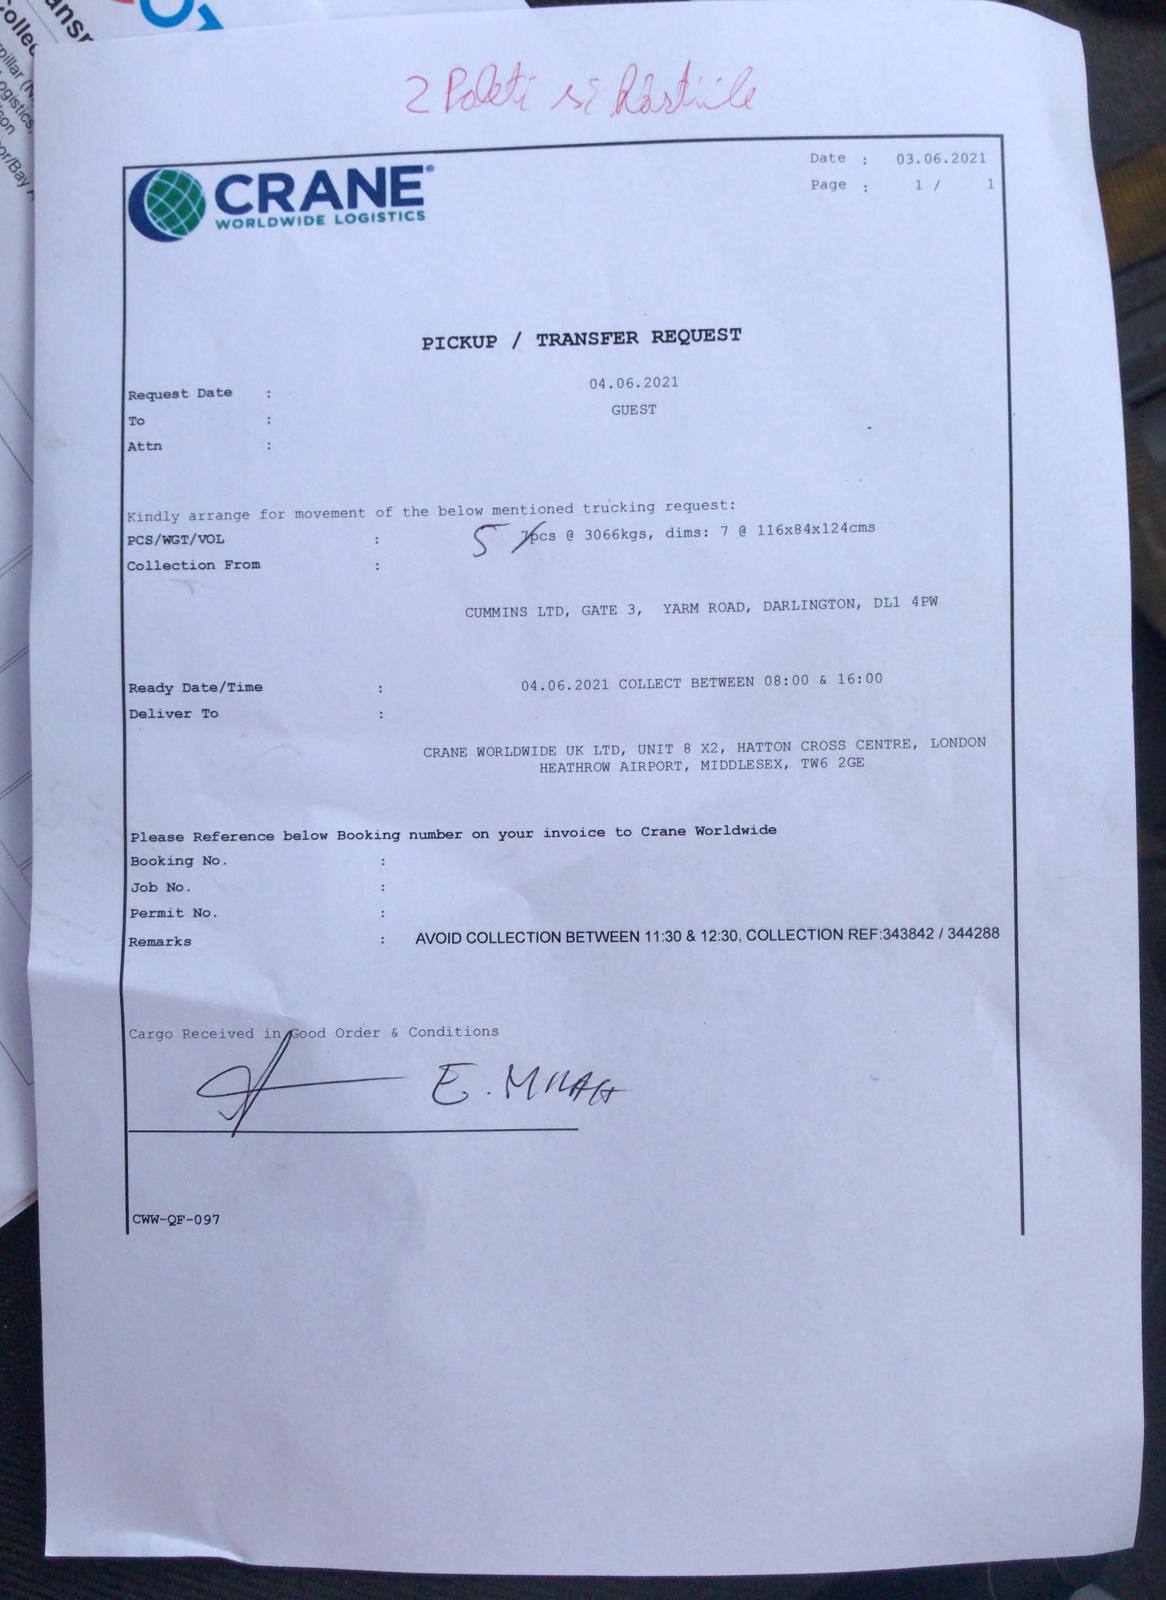 2 Paleti si
CRANE®
WORLDWIDE LOGISTICS
Date : 03.06.2021
Page : 1 / 1
PICKUP / TRANSFER REQUEST
Request Date : 04.06.2021
To : GUEST
Attn :
Kindly arrange for movement of the below mentioned trucking request:
PCS/WGT/VOL : 5 7pcs @ 3066kgs, dims: 7 @ 116x84x124cms
Collection From :
CUMMINS LTD, GATE 3, YARM ROAD, DARLINGTON, DL1 4PW
Ready Date/Time : 04.06.2021 COLLECT BETWEEN 08:00 & 16:00
Deliver To :
CRANE WORLDWIDE UK LTD, UNIT 8 X2, HATTON CROSS CENTRE, LONDON
HEATHROW AIRPORT, MIDDLESEX, TW6 2GE
Please Reference below Booking number on your invoice to Crane Worldwide
Booking No. :
Job No. :
Permit No. :
Remarks : AVOID COLLECTION BETWEEN 11:30 & 12:30, COLLECTION REF:343842 / 344288
Cargo Received in Good Order & Conditions
E.
CWW-QF-097